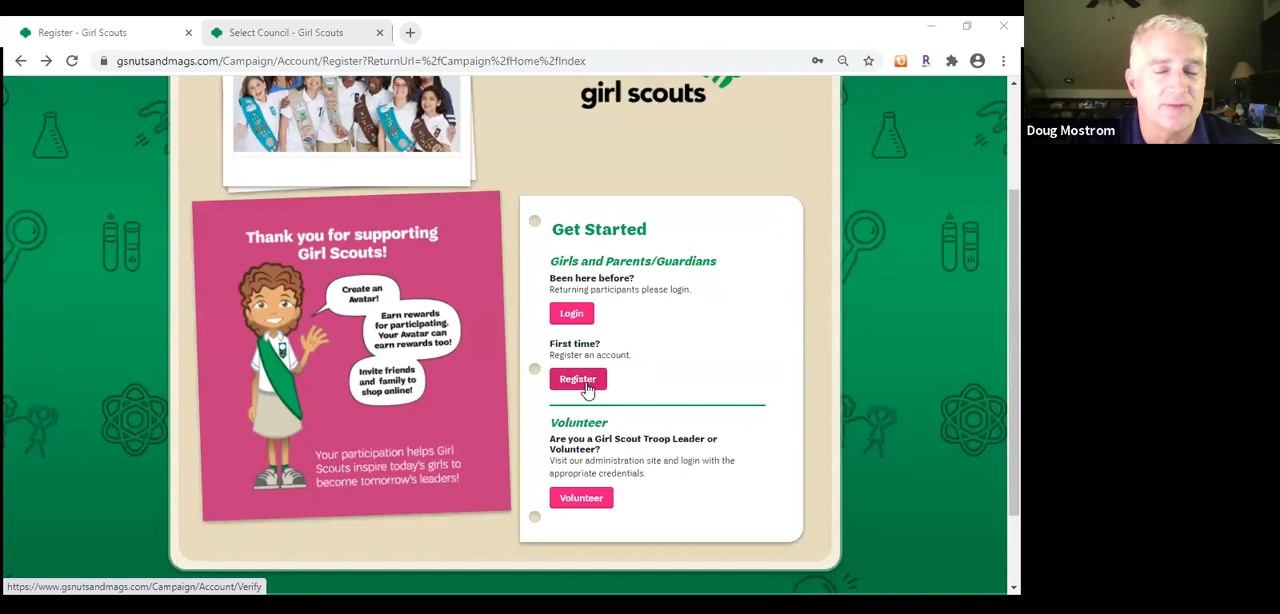 Register - Girl Scouts
Select Council - Girl Scouts
gsnutsandmags.com/Campaign/Account/Register?ReturnUrl=%2fCampaign%2fHome%2fIndex
R
Doug Mostrom
girl scouts
Thank you for supporting
Girl Scouts!
Create an
Avatar!
Earn rewards
for participating.
Your Avatar can
earn rewards too!
Invite friends
and family to
shop online!
Your participation helps Girl
Scouts inspire today's girls to
become tomorrow's leaders!
Get Started
Girls and Parents/Guardians
Been here before?
Returning participants please login.
Login
First time?
Register an account.
Register
Volunteer
Are you a Girl Scout Troop Leader or
Volunteer?
Visit our administration site and login with the
appropriate credentials.
Volunteer
https://www.gsnutsandmags.com/Campaign/Account/Verify